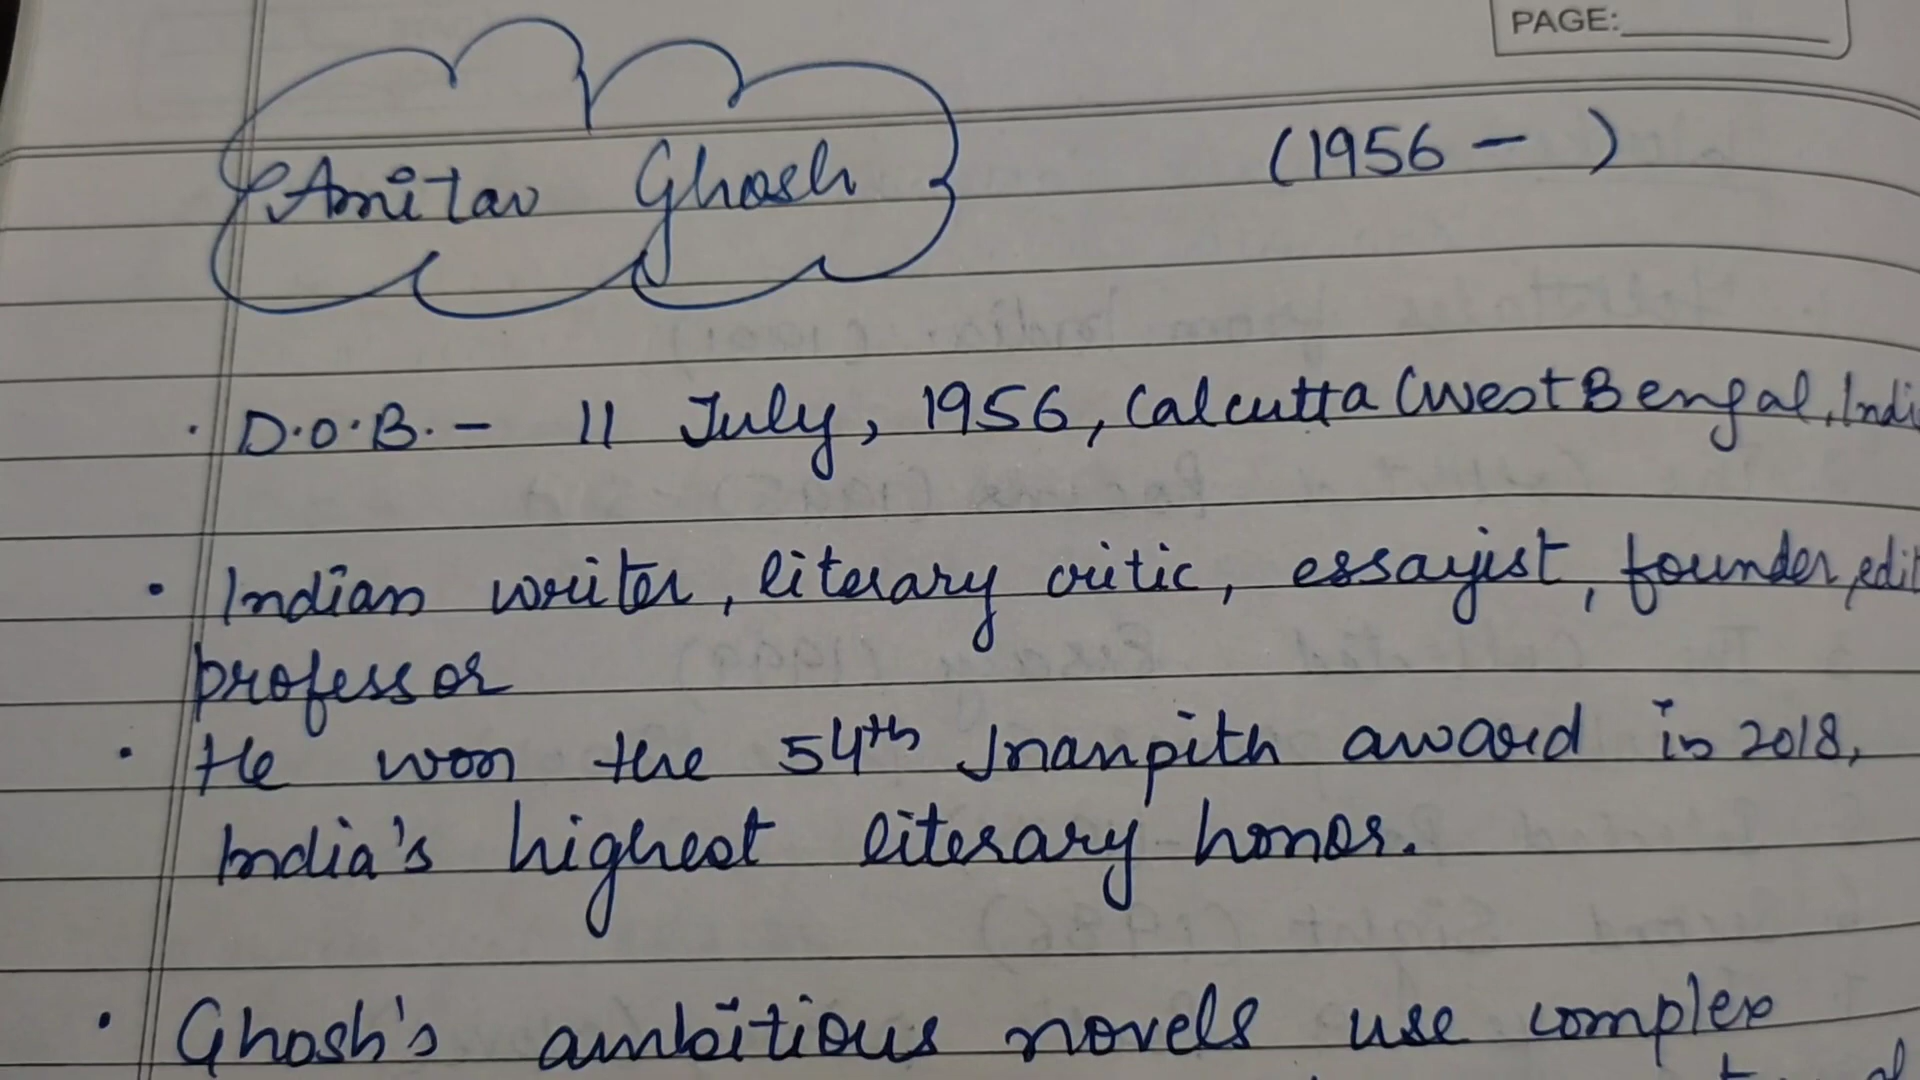 PAGE:
Amitav Ghosh (1956 - )
• D.O.B. - 11 July, 1956, Calcutta (West Bengal, Indi
• Indian writer, literary critic, essayist, founder, edit
professor
• He won the 54th Jnanpith award in 2018,
India's highest literary honor.
• Ghosh's ambitious novels use complex